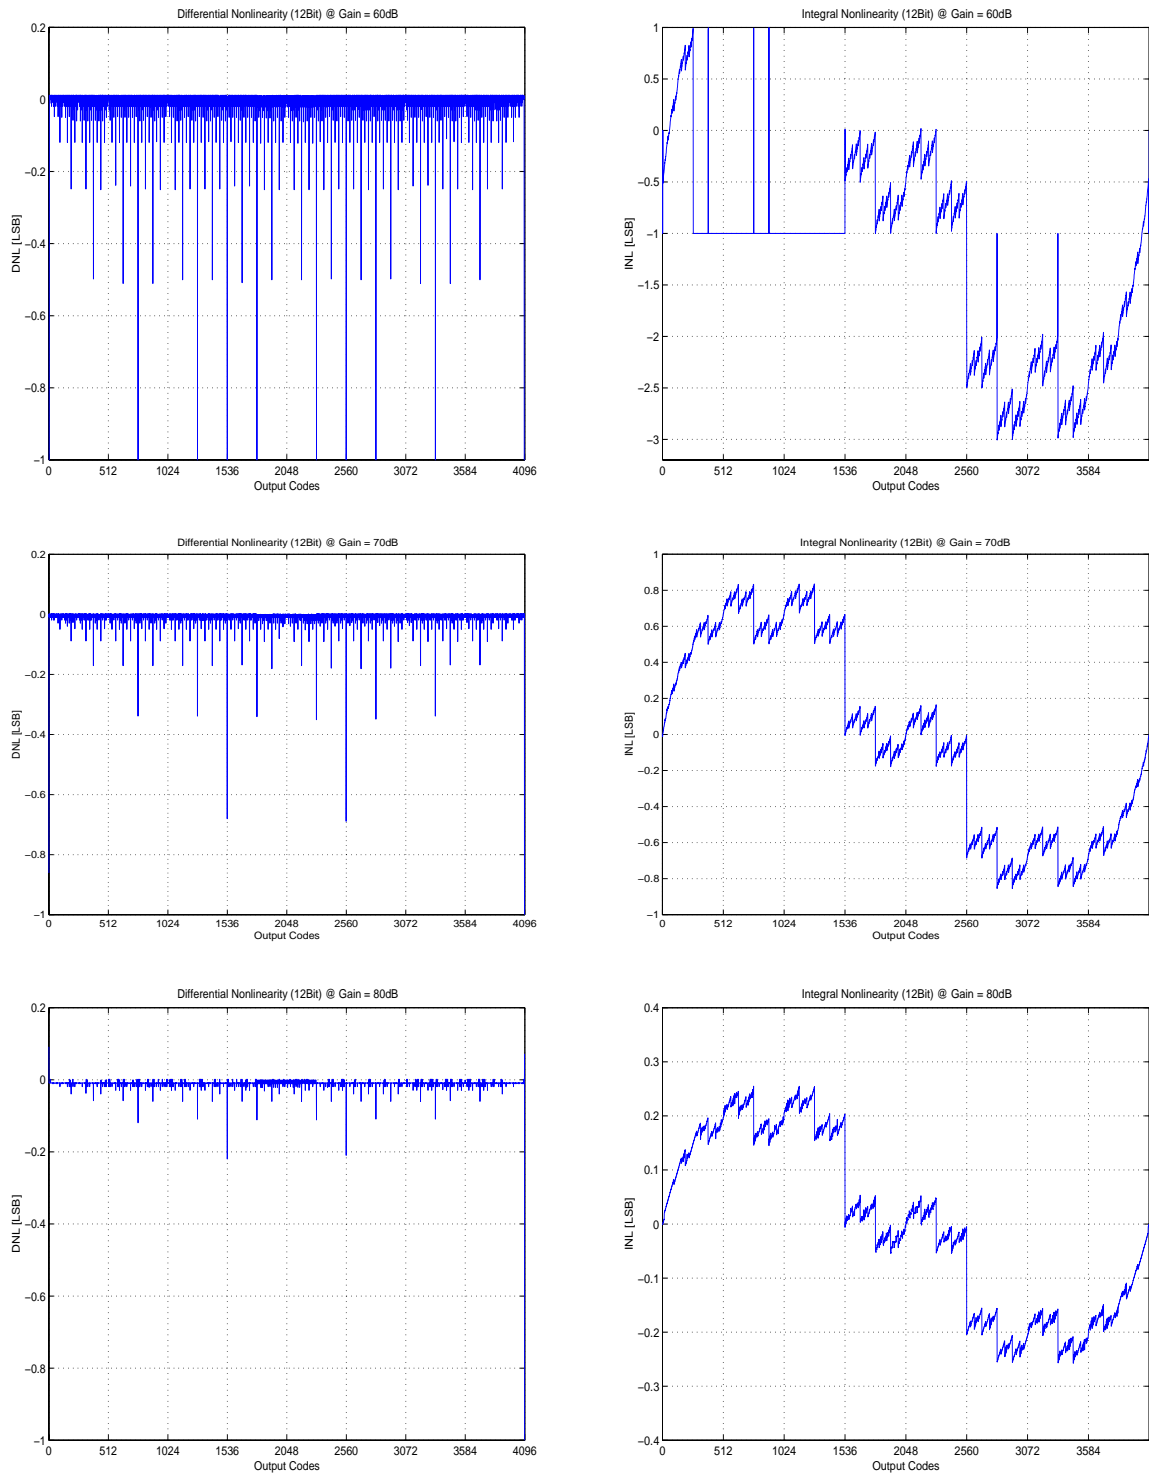 Differential Nonlinearity (12Bit) @ Gain = 60dB
0.2
0
−0.2
−0.4
−0.6
−0.8
−1
DNL [LSB]
0 512 1024 1536 2048 2560 3072 3584 4096
Output Codes
Integral Nonlinearity (12Bit) @ Gain = 60dB
1
0.5
0
−0.5
−1
−1.5
−2
−2.5
−3
INL [LSB]
0 512 1024 1536 2048 2560 3072 3584
Output Codes
Differential Nonlinearity (12Bit) @ Gain = 70dB
0.2
0
−0.2
−0.4
−0.6
−0.8
−1
DNL [LSB]
0 512 1024 1536 2048 2560 3072 3584 4096
Output Codes
Integral Nonlinearity (12Bit) @ Gain = 70dB
1
0.8
0.6
0.4
0.2
0
−0.2
−0.4
−0.6
−0.8
−1
INL [LSB]
0 512 1024 1536 2048 2560 3072 3584
Output Codes
Differential Nonlinearity (12Bit) @ Gain = 80dB
0.2
0
−0.2
−0.4
−0.6
−0.8
−1
DNL [LSB]
0 512 1024 1536 2048 2560 3072 3584 4096
Output Codes
Integral Nonlinearity (12Bit) @ Gain = 80dB
0.4
0.3
0.2
0.1
0
−0.1
−0.2
−0.3
−0.4
INL [LSB]
0 512 1024 1536 2048 2560 3072 3584
Output Codes